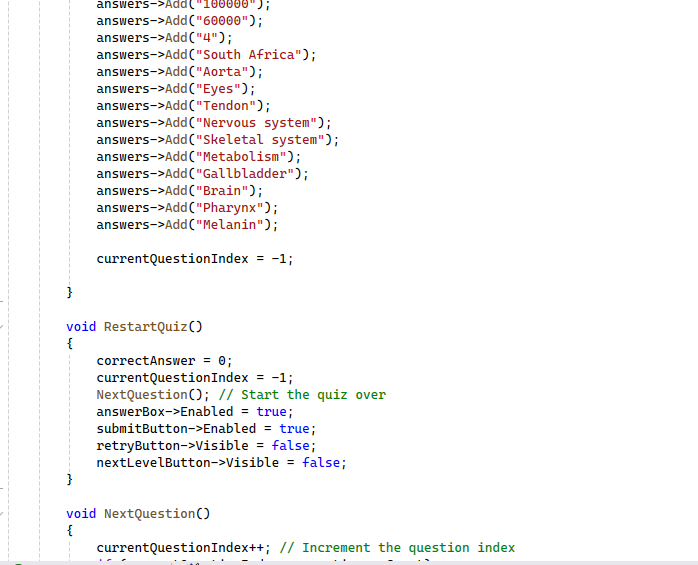 answers->Add("100000");
answers->Add("60000");
answers->Add("4");
answers->Add("South Africa");
answers->Add("Aorta");
answers->Add("Eyes");
answers->Add("Tendon");
answers->Add("Nervous system");
answers->Add("Skeletal system");
answers->Add("Metabolism");
answers->Add("Gallbladder");
answers->Add("Brain");
answers->Add("Pharynx");
answers->Add("Melanin");
currentQuestionIndex = -1;
}
void RestartQuiz()
{
correctAnswer = 0;
currentQuestionIndex = -1;
NextQuestion(); // Start the quiz over
answerBox->Enabled = true;
submitButton->Enabled = true;
retryButton->Visible = false;
nextLevelButton->Visible = false;
}
void NextQuestion()
{
currentQuestionIndex++; // Increment the question index